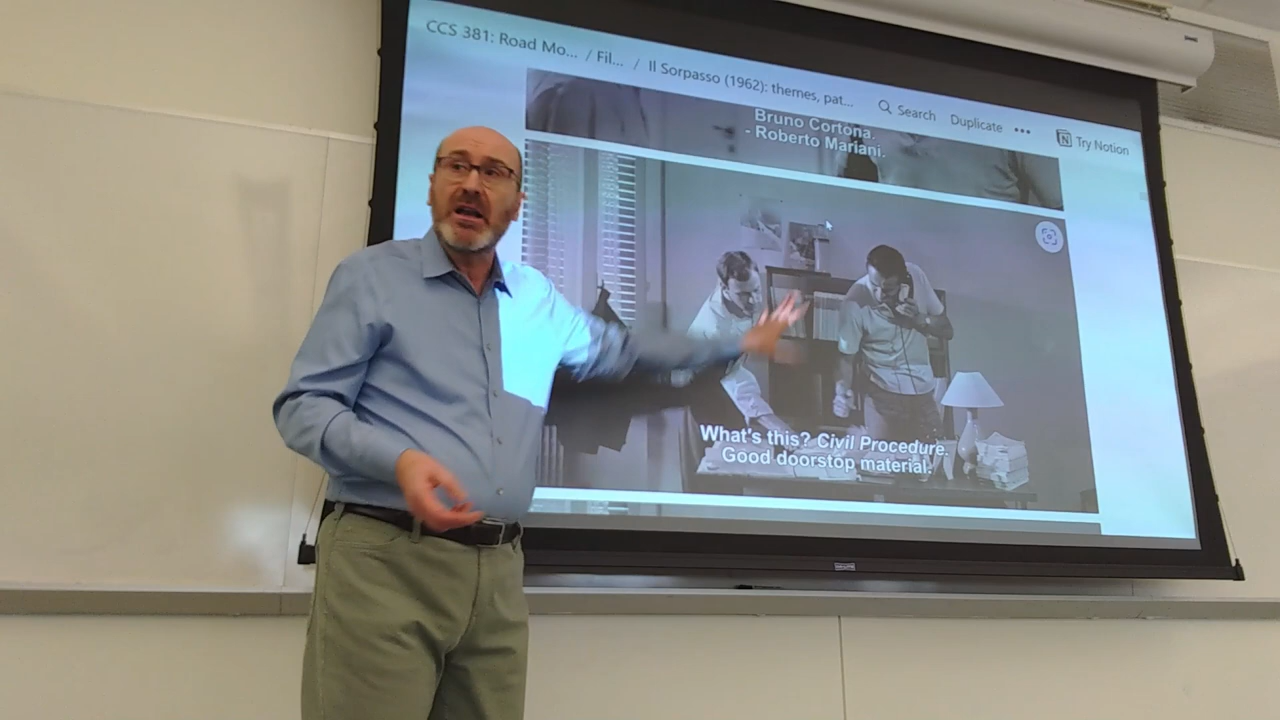 CCS 381: Road Mo... / Fil... / Il Sorpasso (1962): themes, pat...
Search Duplicate ••• Try Notion
Bruno Cortona.
- Roberto Mariani.
What's this? Civil Procedure.
Good doorstop material.